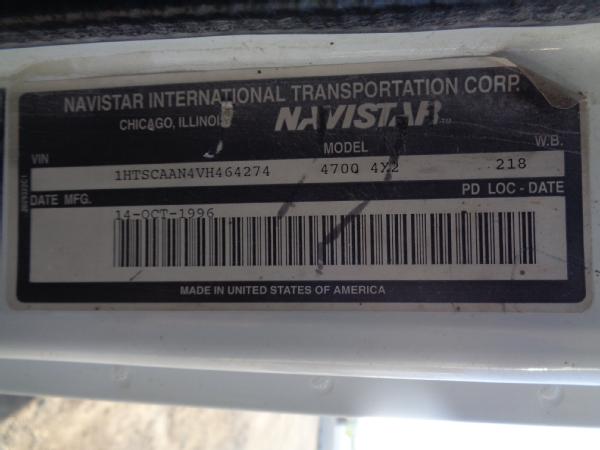 NAVISTAR INTERNATIONAL TRANSPORTATION CORP.
CHICAGO, ILLINOIS NAVISTAR
VIN MODEL W.B.
1HTSCAAN4VH464274 4700 4X2 218
DATE MFG. PD LOC - DATE
14-OCT-1996
MADE IN UNITED STATES OF AMERICA